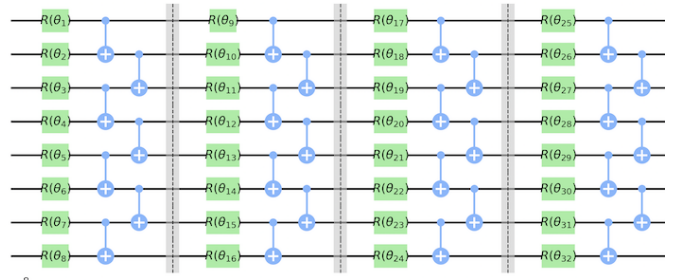 R(θ₁) R(θ₉) R(θ₁₇) R(θ₂₅)
R(θ₂) R(θ₁₀) R(θ₁₈) R(θ₂₆)
R(θ₃) R(θ₁₁) R(θ₁₉) R(θ₂₇)
R(θ₄) R(θ₁₂) R(θ₂₀) R(θ₂₈)
R(θ₅) R(θ₁₃) R(θ₂₁) R(θ₂₉)
R(θ₆) R(θ₁₄) R(θ₂₂) R(θ₃₀)
R(θ₇) R(θ₁₅) R(θ₂₃) R(θ₃₁)
R(θ₈) R(θ₁₆) R(θ₂₄) R(θ₃₂)